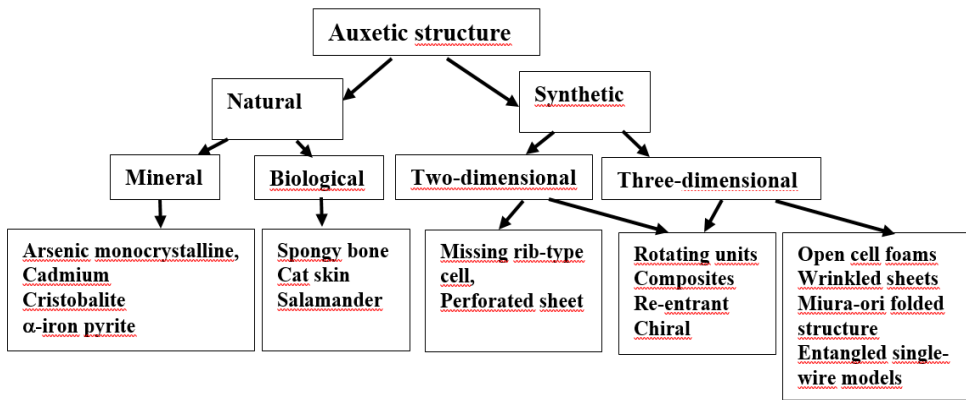 Auxetic structure
Natural
Synthetic
Mineral
Biological
Two-dimensional
Three-dimensional
Arsenic monocrystalline,
Cadmium
Cristobalite
α-iron pyrite
Spongy bone
Cat skin
Salamander
Missing rib-type
cell,
Perforated sheet
Rotating units
Composites
Re-entrant
Chiral
Open cell foams
Wrinkled sheets
Miura-ori folded
structure
Entangled single-
wire models